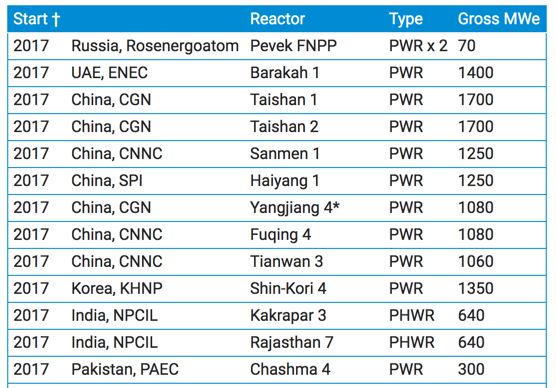 Start † Reactor Type Gross MWe
2017 Russia, Rosenergoatom Pevek FNPP PWR x 2 70
2017 UAE, ENEC Barakah 1 PWR 1400
2017 China, CGN Taishan 1 PWR 1700
2017 China, CGN Taishan 2 PWR 1700
2017 China, CNNC Sanmen 1 PWR 1250
2017 China, SPI Haiyang 1 PWR 1250
2017 China, CGN Yangjiang 4* PWR 1080
2017 China, CNNC Fuqing 4 PWR 1080
2017 China, CNNC Tianwan 3 PWR 1060
2017 Korea, KHNP Shin-Kori 4 PWR 1350
2017 India, NPCIL Kakrapar 3 PHWR 640
2017 India, NPCIL Rajasthan 7 PHWR 640
2017 Pakistan, PAEC Chashma 4 PWR 300